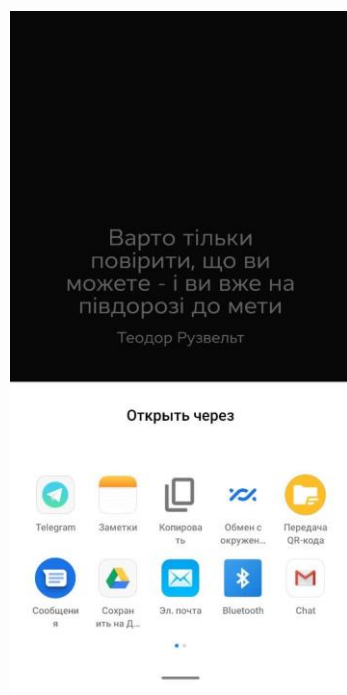 Варто тільки
повірити, що ви
можете - і ви вже на
півдорозі до мети
Теодор Рузвельт
Открыть через
Telegram
Заметки
Копирова
ть
Обмен с
окружен...
Передача
QR-кода
Сообщени
я
Сохран
ить на Д...
Эл. почта
Bluetooth
Chat